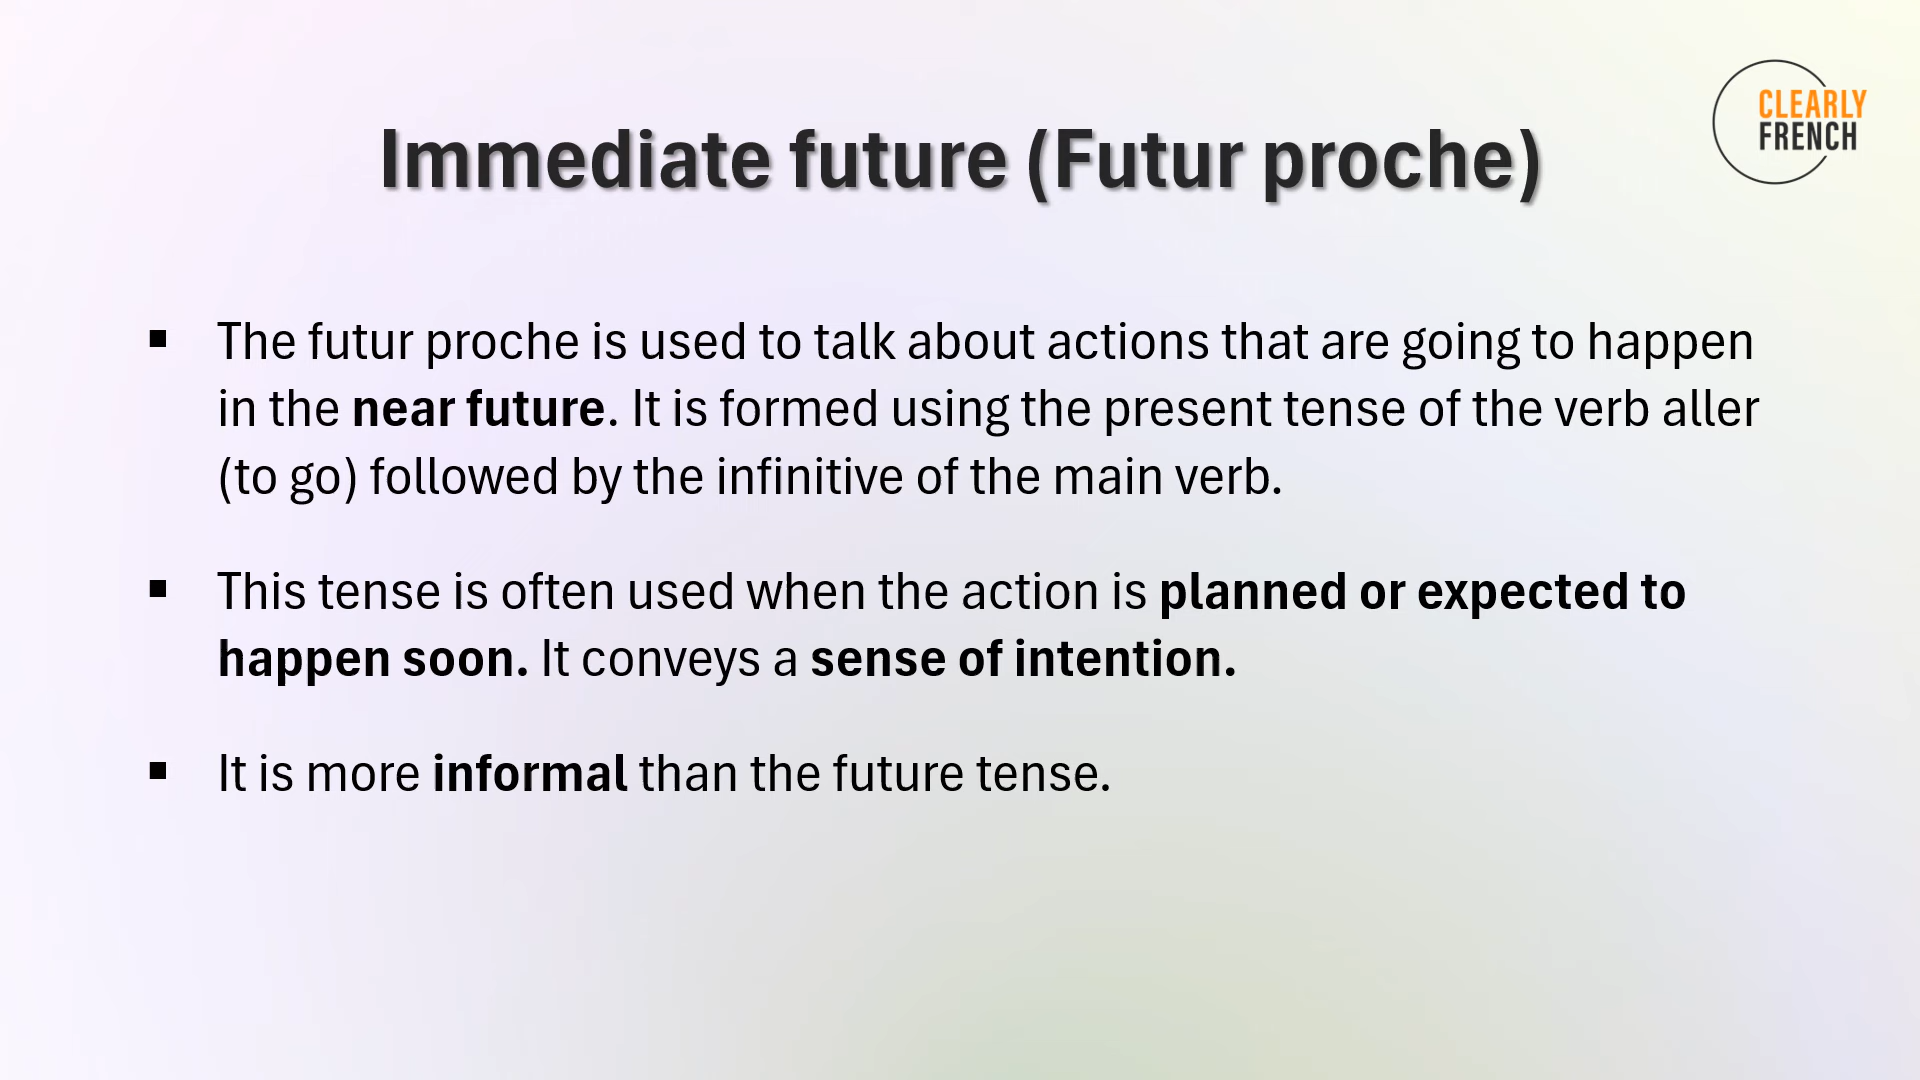 CLEARLY
FRENCH
Immediate future (Futur proche)
▪ The futur proche is used to talk about actions that are going to happen
in the near future. It is formed using the present tense of the verb aller
(to go) followed by the infinitive of the main verb.
▪ This tense is often used when the action is planned or expected to
happen soon. It conveys a sense of intention.
▪ It is more informal than the future tense.